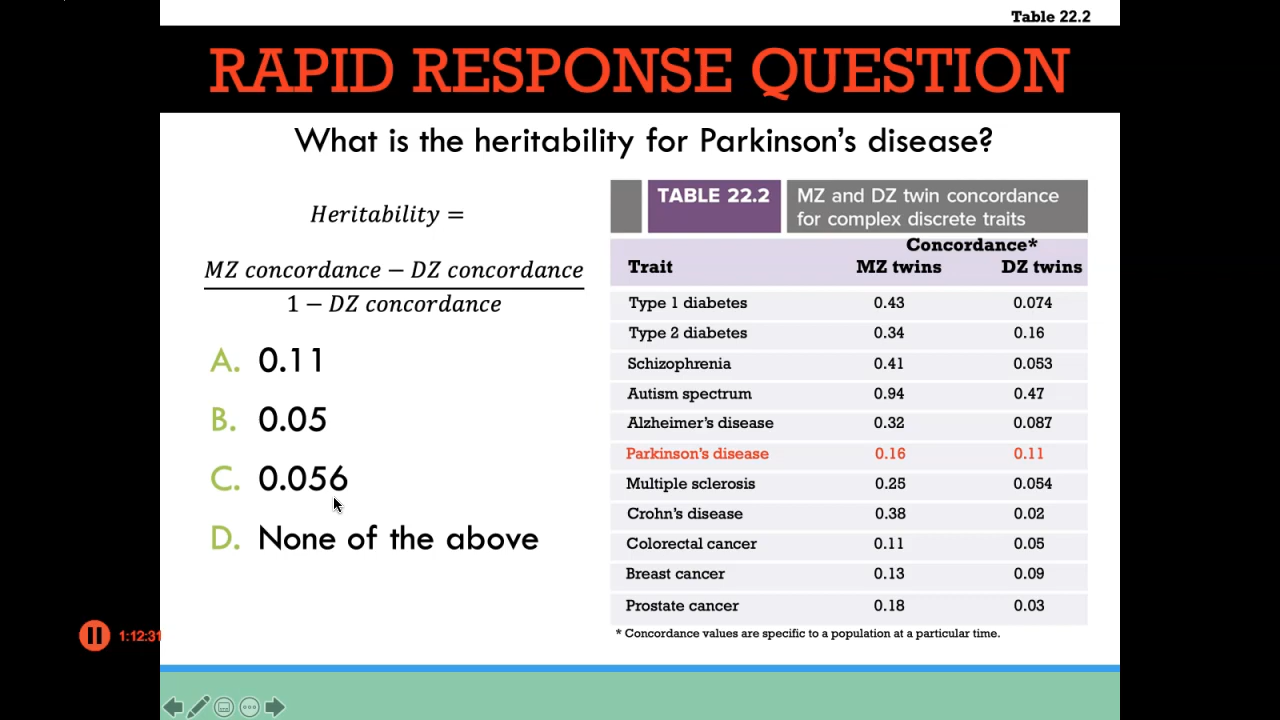 Table 22.2
RAPID RESPONSE QUESTION
What is the heritability for Parkinson's disease?
Heritability =
MZ concordance − DZ concordance
1 − DZ concordance
A. 0.11
B. 0.05
C. 0.056
D. None of the above
TABLE 22.2 MZ and DZ twin concordance
for complex discrete traits
Concordance*
Trait MZ twins DZ twins
Type 1 diabetes 0.43 0.074
Type 2 diabetes 0.34 0.16
Schizophrenia 0.41 0.053
Autism spectrum 0.94 0.47
Alzheimer's disease 0.32 0.087
Parkinson's disease 0.16 0.11
Multiple sclerosis 0.25 0.054
Crohn's disease 0.38 0.02
Colorectal cancer 0.11 0.05
Breast cancer 0.13 0.09
Prostate cancer 0.18 0.03
* Concordance values are specific to a population at a particular time.
1:12:31